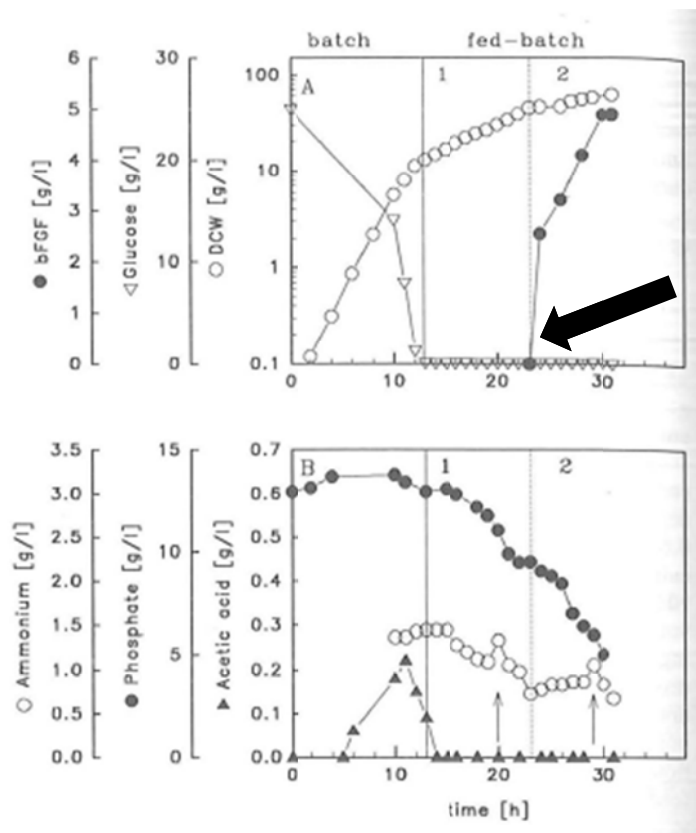 batch fed-batch
A 1 2
bFGF [g/l]
6
5
4
3
2
1
0
Glucose [g/l]
30
20
10
0
DCW [g/l]
100
10
1
0.1
0 10 20 30
B 1 2
Ammonium [g/l]
3.5
3.0
2.5
2.0
1.5
1.0
0.5
0.0
Phosphate [g/l]
15
10
5
0
Acetic acid [g/l]
0.7
0.6
0.5
0.4
0.3
0.2
0.1
0.0
0 10 20 30
time [h]